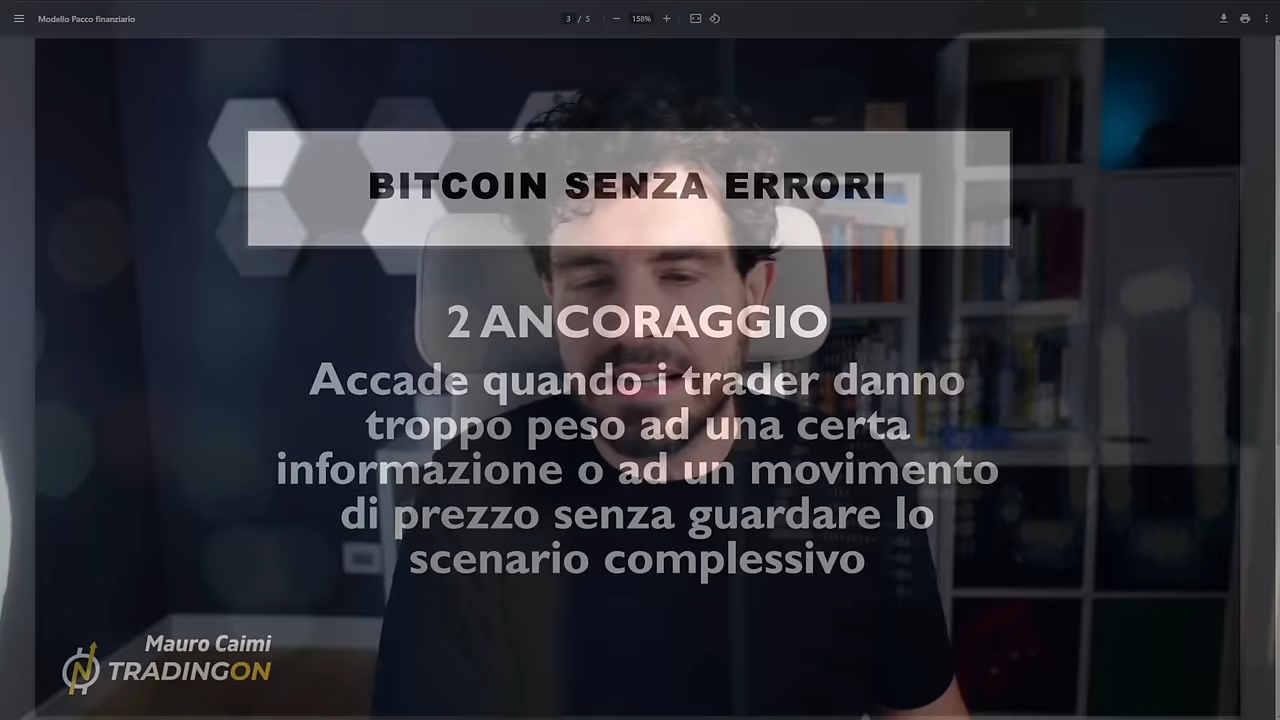 Modello Pacco finanziario
3 / 5
158%
BITCOIN SENZA ERRORI
2 ANCORAGGIO
Accade quando i trader danno
troppo peso ad una certa
informazione o ad un movimento
di prezzo senza guardare lo
scenario complessivo
Mauro Caimi
TRADINGON